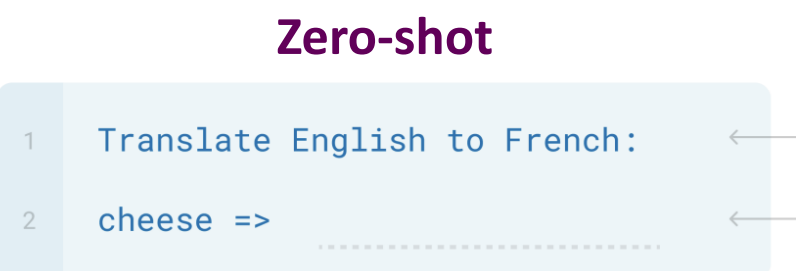 Zero-shot
1 Translate English to French:
2 cheese =>